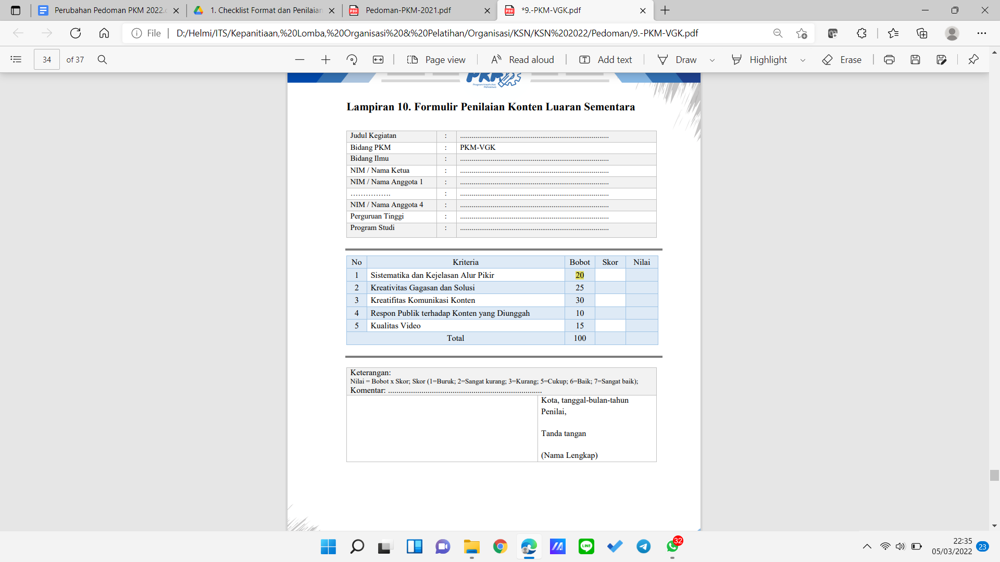 Perubahan Pedoman PKM 2022.
1. Checklist Format dan Penilaian
Pedoman-PKM-2021.pdf
*9.-PKM-VGK.pdf
File
D:/Helmi/ITS/Kepanitiaan,%20Lomba,%20Organisasi%20&%20Pelatihan/Organisasi/KSN/KSN%202022/Pedoman/9.-PKM-VGK.pdf
34 of 37
Page view
Read aloud
Add text
Draw
Highlight
Erase
PKM
Program Kreativitas
Mahasiswa
Lampiran 10. Formulir Penilaian Konten Luaran Sementara
Judul Kegiatan : ..............................................................................
Bidang PKM : PKM-VGK
Bidang Ilmu : ..............................................................................
NIM / Nama Ketua : ..............................................................................
NIM / Nama Anggota 1 : ..............................................................................
................ : ..............................................................................
NIM / Nama Anggota 4 : ..............................................................................
Perguruan Tinggi : ..............................................................................
Program Studi : ..............................................................................
No Kriteria Bobot Skor Nilai
1 Sistematika dan Kejelasan Alur Pikir 20
2 Kreativitas Gagasan dan Solusi 25
3 Kreatifitas Komunikasi Konten 30
4 Respon Publik terhadap Konten yang Diunggah 10
5 Kualitas Video 15
Total 100
Keterangan:
Nilai = Bobot x Skor; Skor (1=Buruk; 2=Sangat kurang; 3=Kurang; 5=Cukup; 6=Baik; 7=Sangat baik);
Komentar: ...............................................................................
Kota, tanggal-bulan-tahun
Penilai,
Tanda tangan
(Nama Lengkap)
LINE
32
22:35
05/03/2022
23